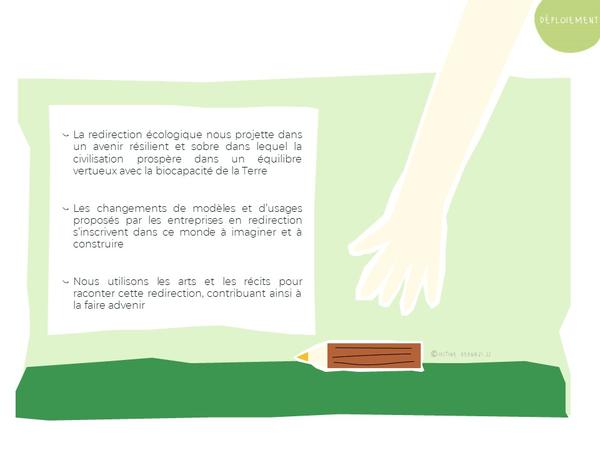 DÉPLOIEMENT
⤷ La redirection écologique nous projette dans
un avenir résilient et sobre dans lequel la
civilisation prospère dans un équilibre
vertueux avec la biocapacité de la Terre
⤷ Les changements de modèles et d'usages
proposés par les entreprises en redirection
s'inscrivent dans ce monde à imaginer et à
construire
⤷ Nous utilisons les arts et les récits pour
raconter cette redirection, contribuant ainsi à
la faire advenir